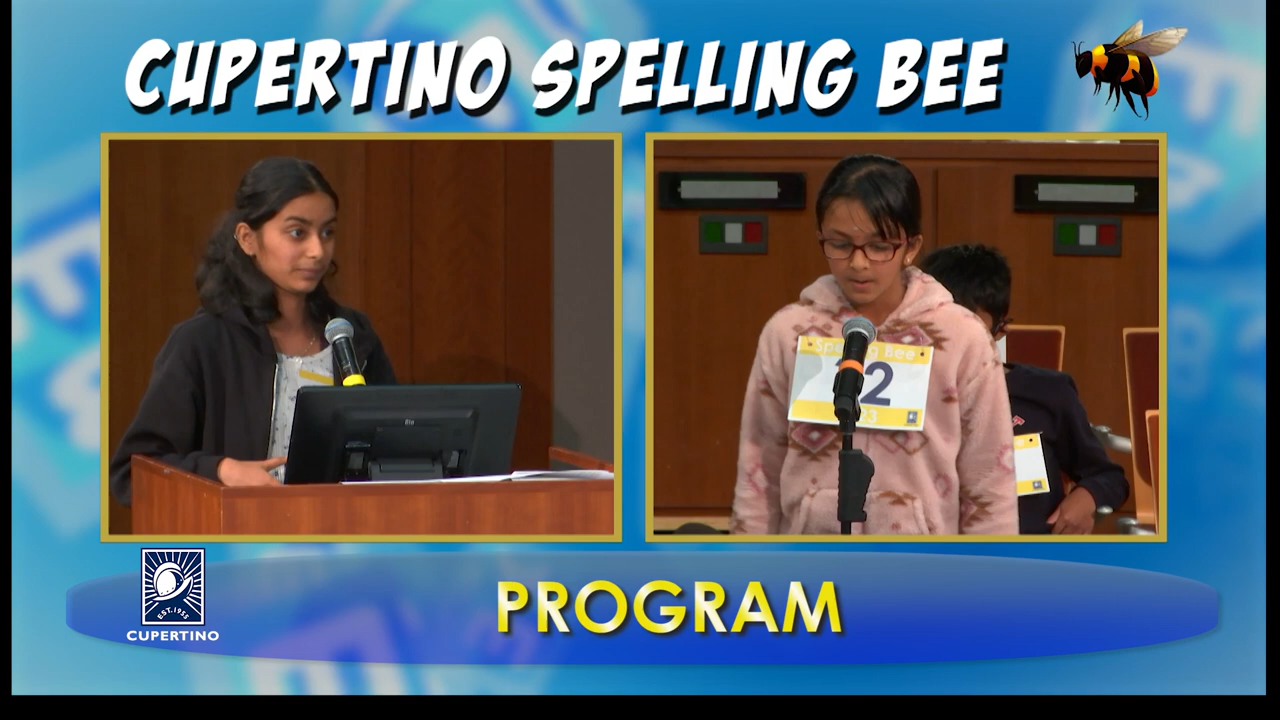 CUPERTINO SPELLING BEE
Spelling Bee
2
PROGRAM
EST. 1955
CUPERTINO